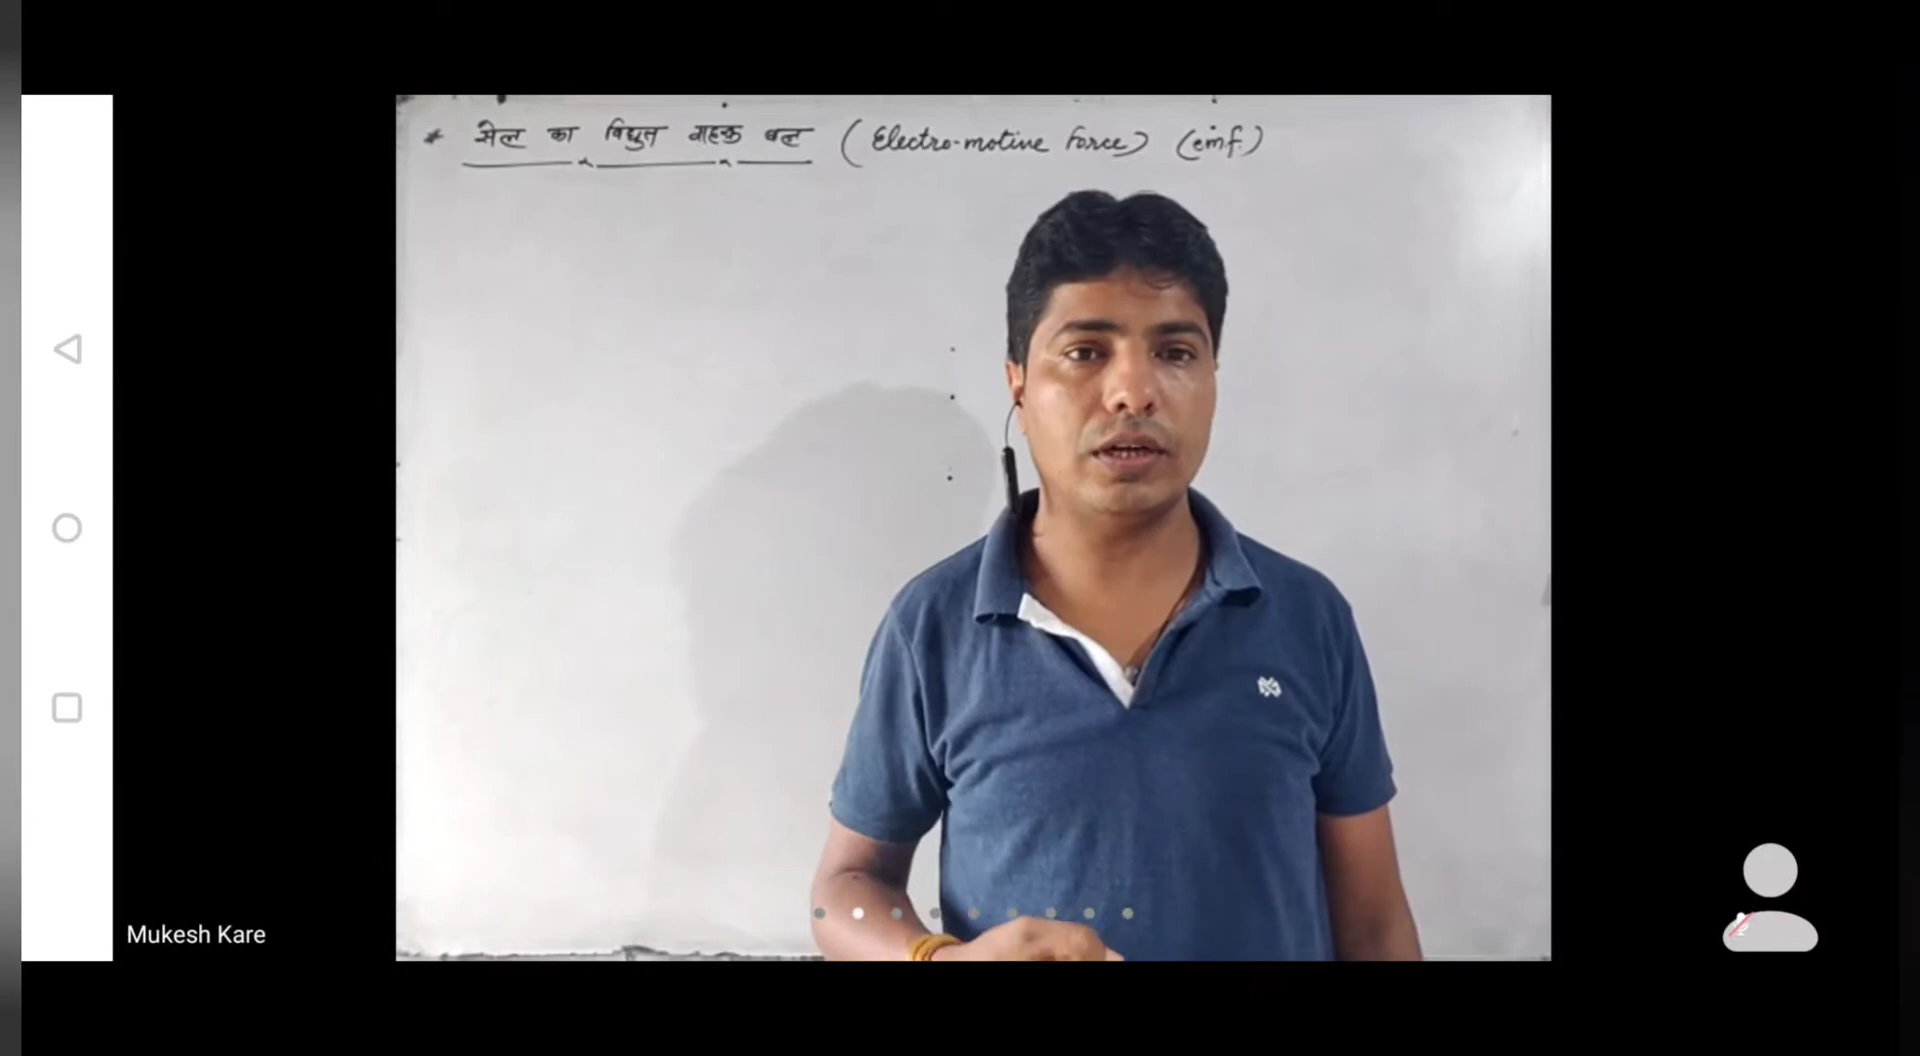 * सेल का विद्युत वाहक बल (Electro-motive Force) (emf.)
Mukesh Kare